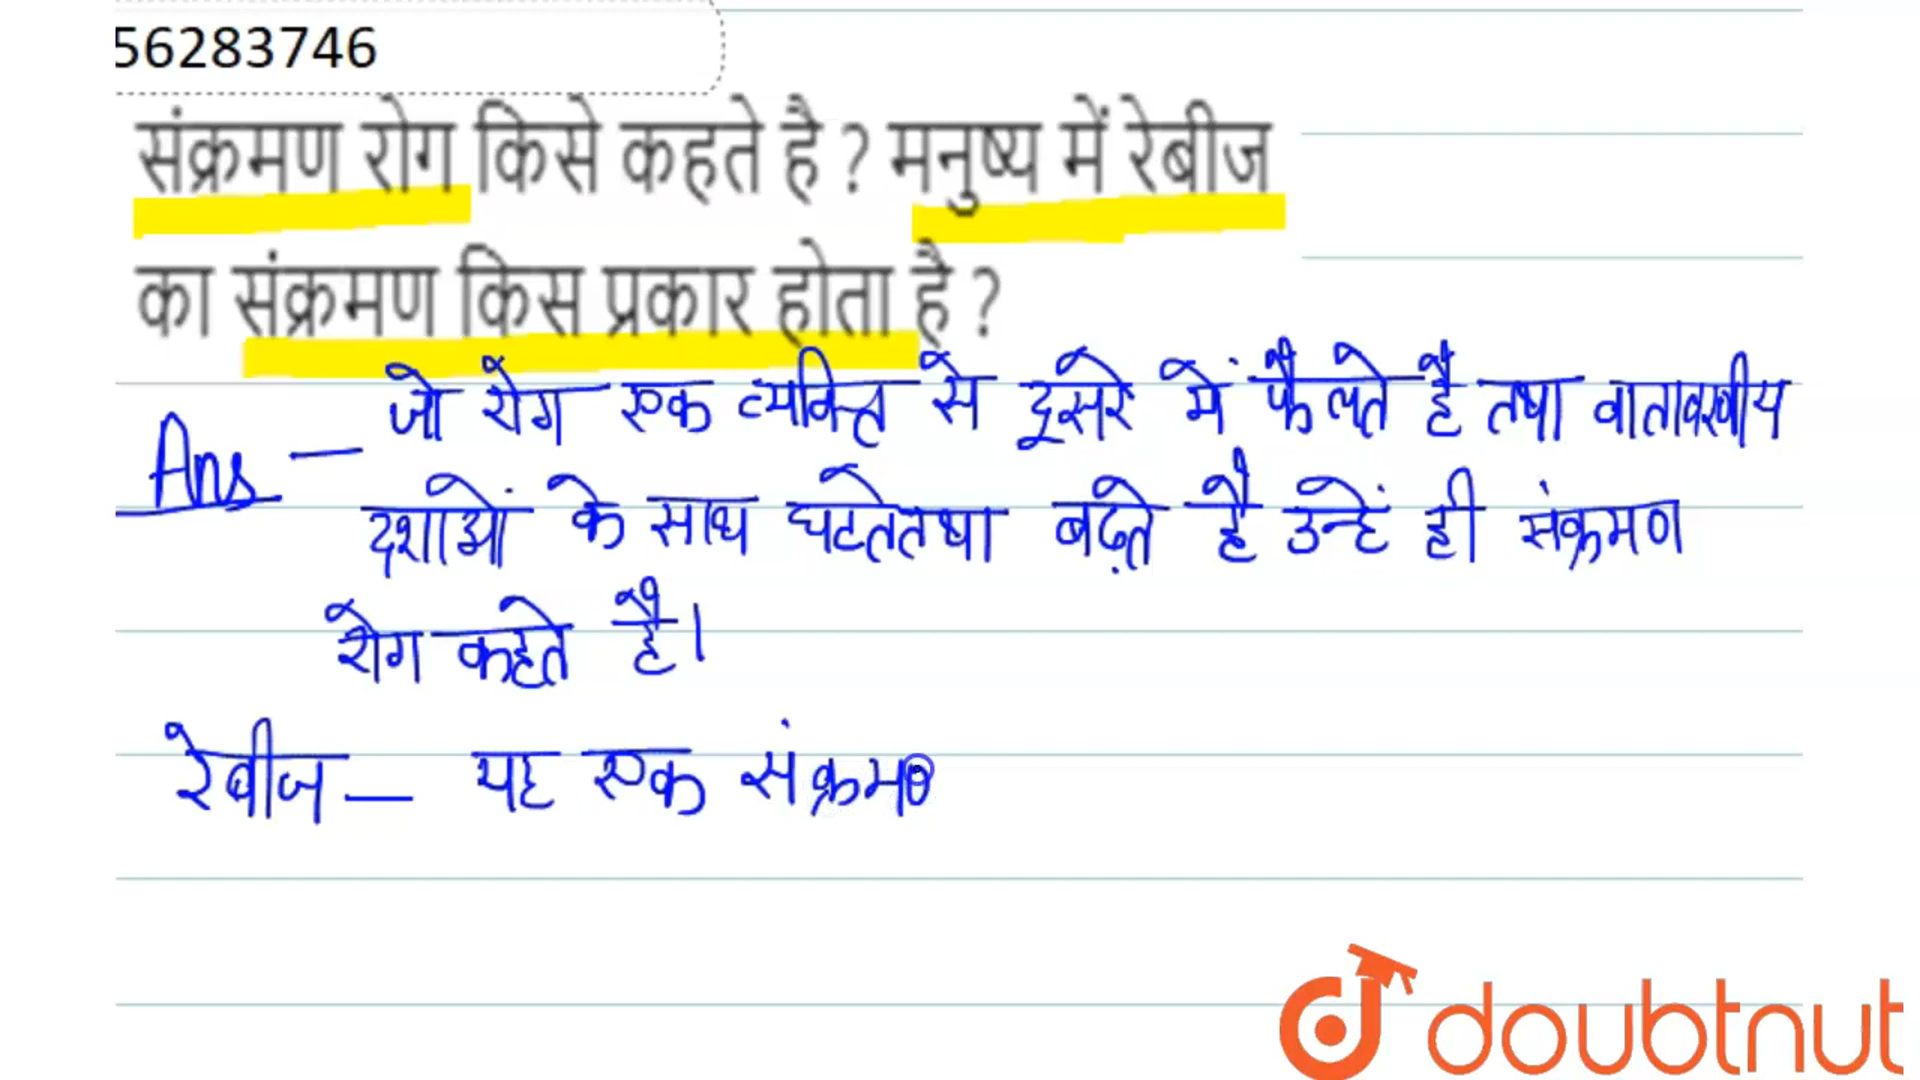 56283746
संक्रमण रोग किसे कहते है ? मनुष्य में रेबीज
का संक्रमण किस प्रकार होता है ?
Ans — जो रोग एक व्यक्ति से दूसरे में फैलते है तथा वातावरणीय
दशाओं के साथ घटते तथा बढ़ते है उन्हें ही संक्रमण
रोग कहते है।
रेबीज — यह एक संक्रमण
doubtnut